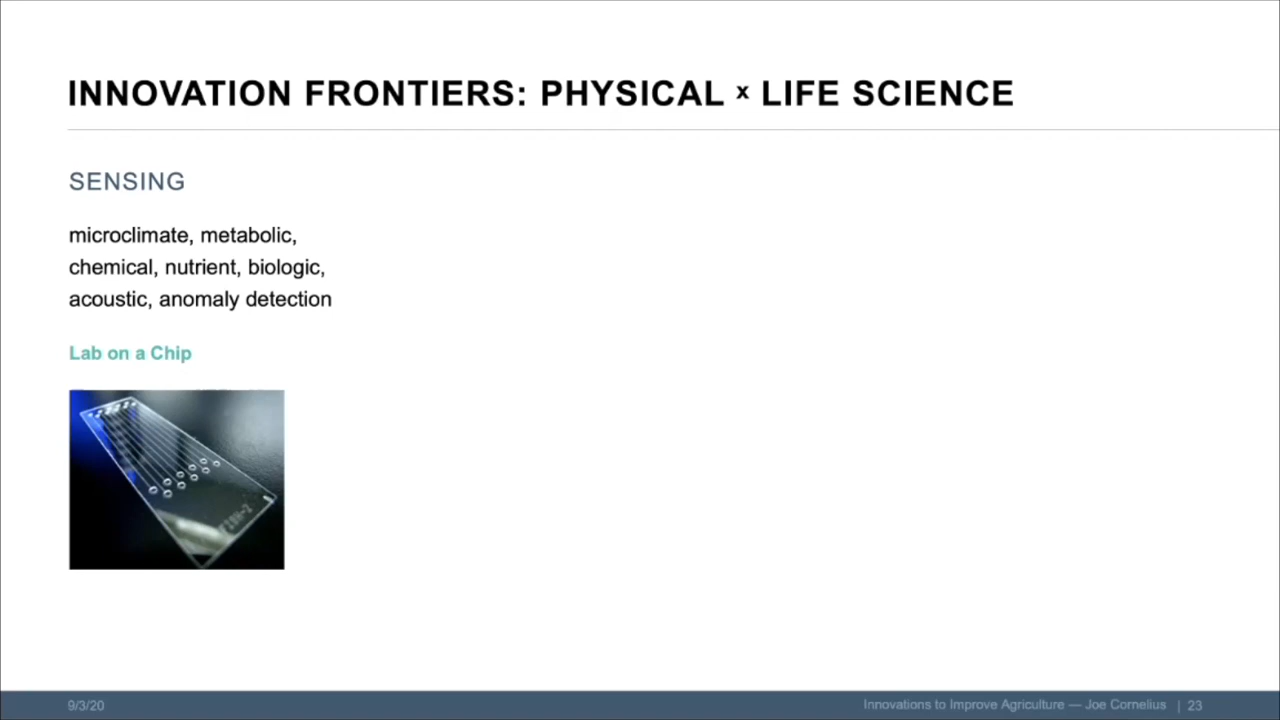 INNOVATION FRONTIERS: PHYSICAL x LIFE SCIENCE
SENSING
microclimate, metabolic,
chemical, nutrient, biologic,
acoustic, anomaly detection
Lab on a Chip
9/3/20
Innovations to Improve Agriculture — Joe Cornelius | 23